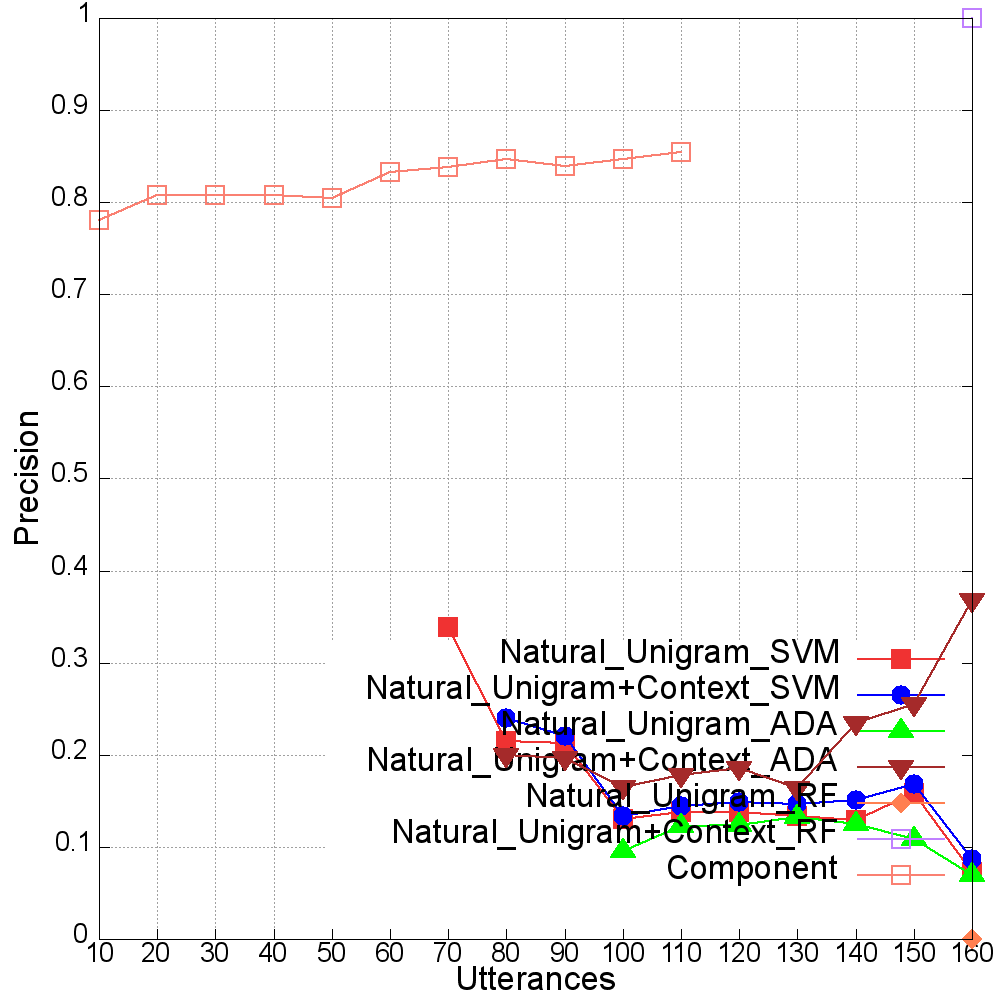 1
0.9
0.8
0.7
0.6
0.5
0.4
0.3
0.2
0.1
0
Precision
Natural_Unigram_SVM
Natural_Unigram+Context_SVM
Natural_Unigram_ADA
Natural_Unigram+Context_ADA
Natural_Unigram_RF
Natural_Unigram+Context_RF
Component
10 20 30 40 50 60 70 80 90 100 110 120 130 140 150 160
Utterances